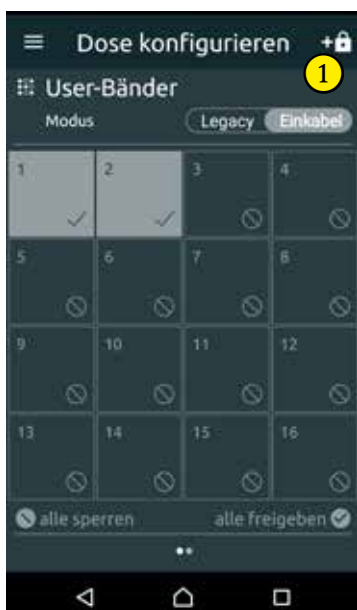 Dose konfigurieren
1
User-Bänder
Modus Legacy Einkabel
1 2 3 4
5 6 7 8
9 10 11 12
13 14 15 16
alle sperren alle freigeben